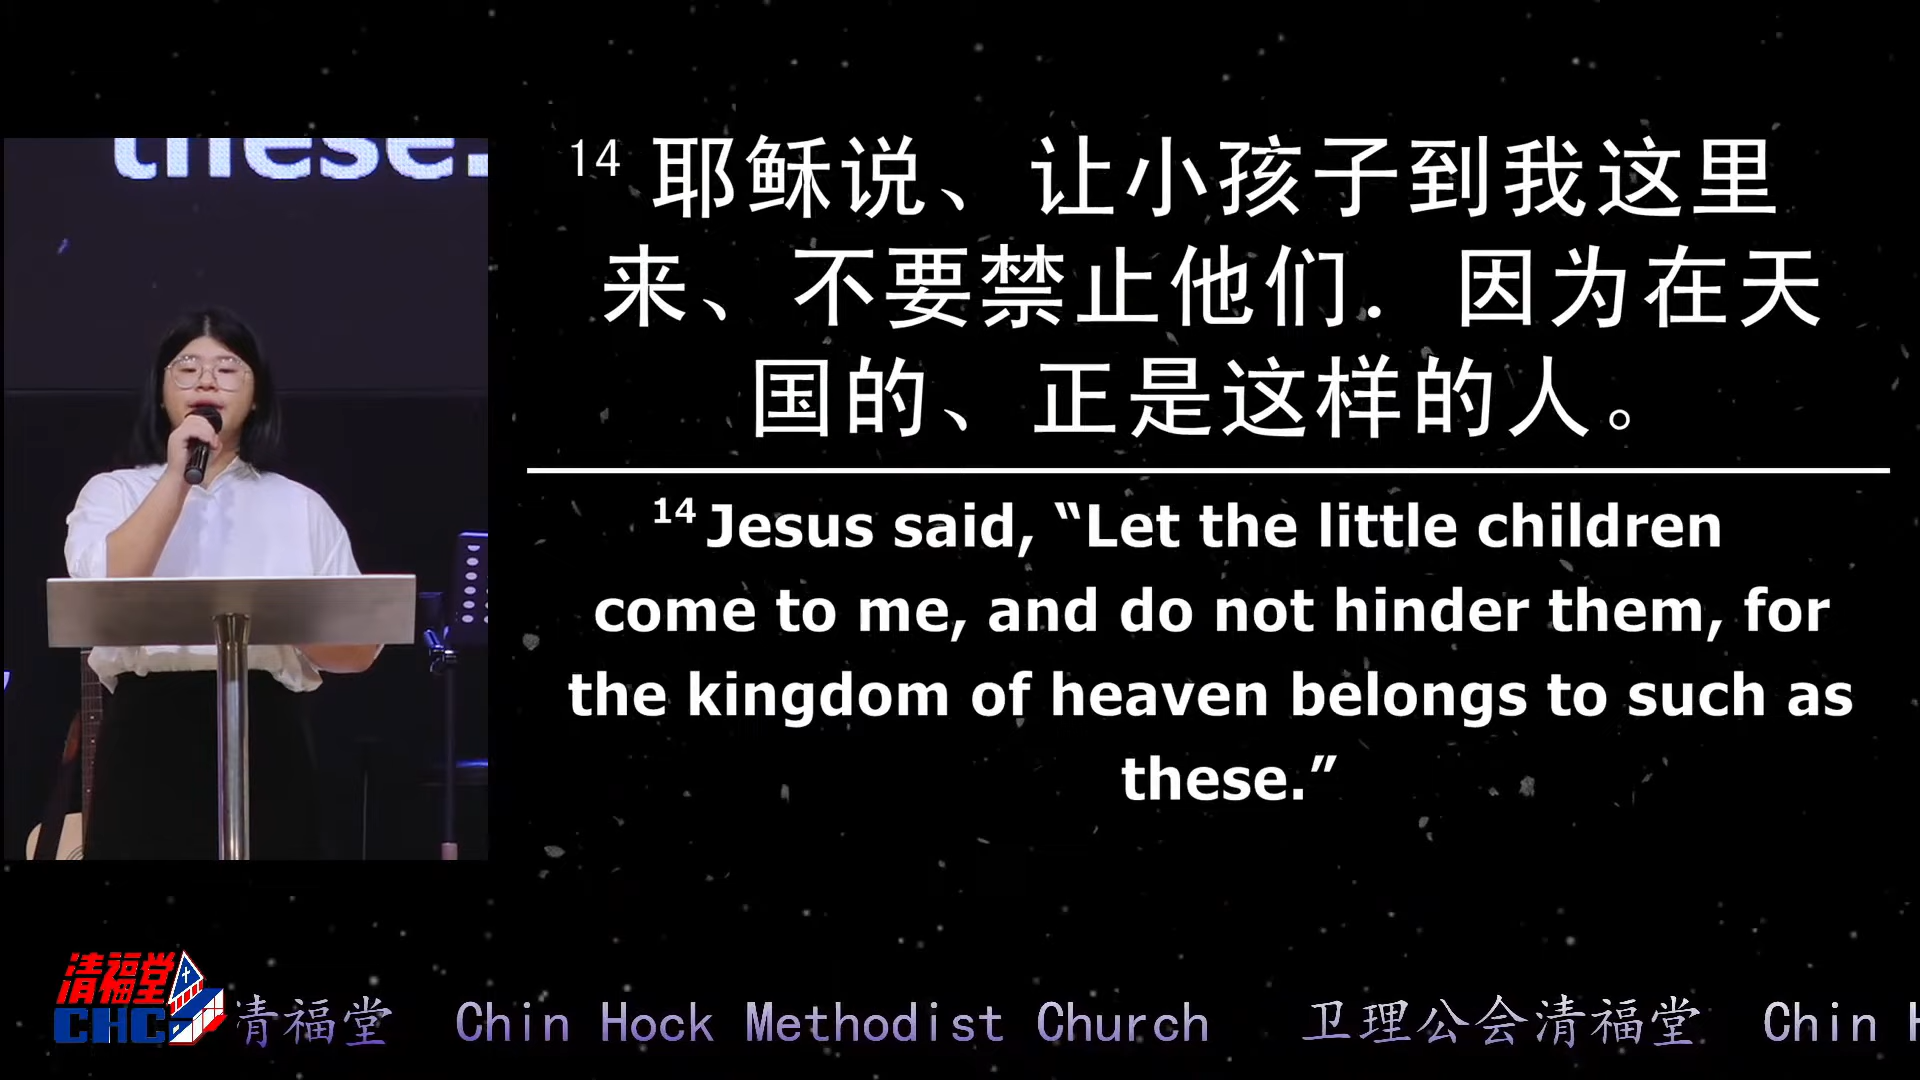 these.
14 耶稣说、让小孩子到我这里
来、不要禁止他们．因为在天
国的、正是这样的人。
14 Jesus said, “Let the little children
come to me, and do not hinder them, for
the kingdom of heaven belongs to such as
these.”
清福堂
CHC
清福堂 Chin Hock Methodist Church 卫理公会清福堂 Chin H